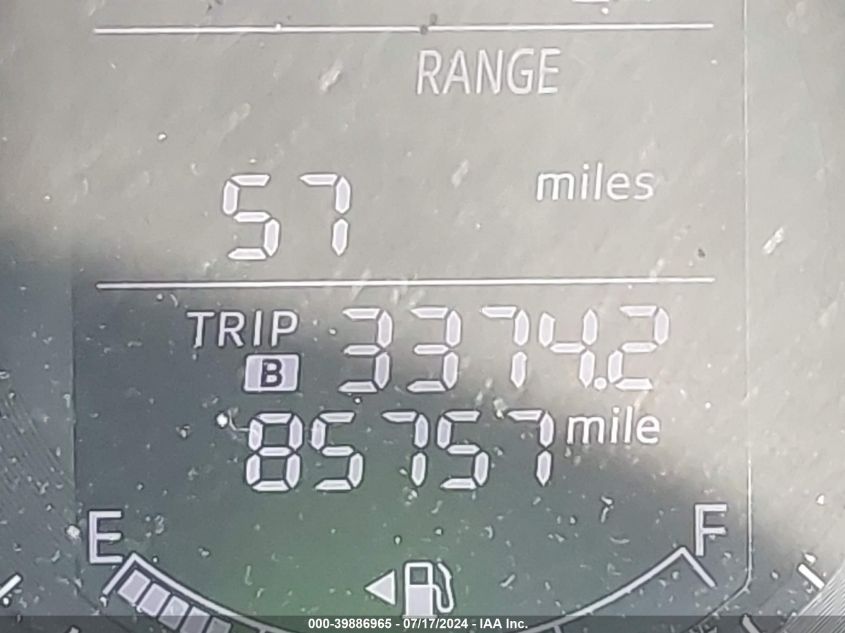 RANGE
57 miles
TRIP B 3374.2
85757 mile
E F
000-39886965 - 07/17/2024 - IAA Inc.